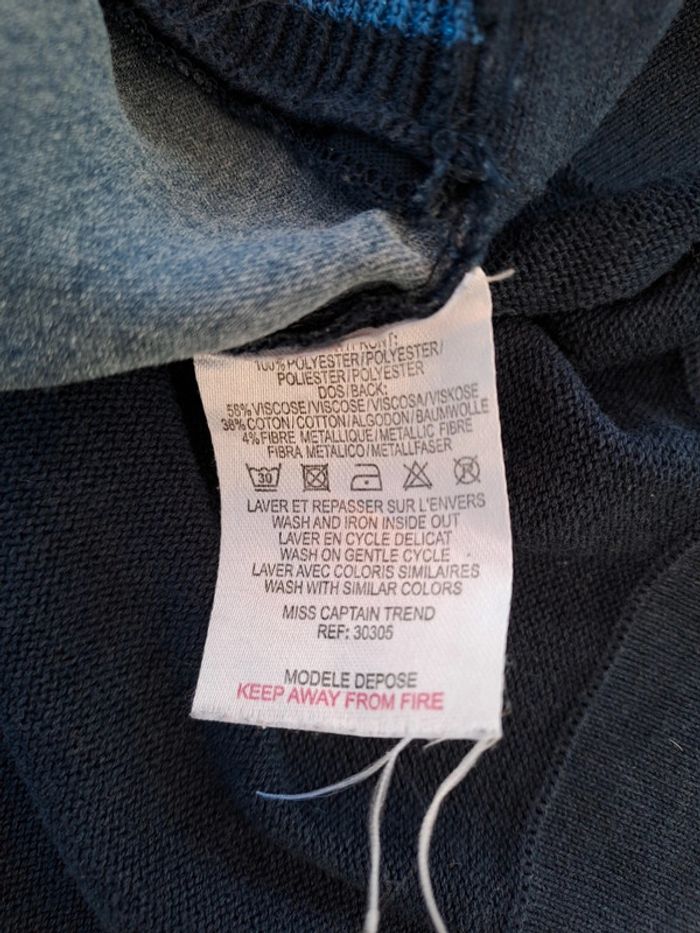 100%POLYESTER/POLYESTER/
POLIESTER/POLYESTER
DOS/BACK:
58%VISCOSE/VISCOSE/VISCOSA/VISKOSE
38%COTON/COTTON/ALGODON/BAUMWOLLE
4%FIBRE METALLIQUE/METALLIC FIBRE
FIBRA METALICO/METALLFASER
30
LAVER ET REPASSER SUR L'ENVERS
WASH AND IRON INSIDE OUT
LAVER EN CYCLE DELICAT
WASH ON GENTLE CYCLE
LAVER AVEC COLORIS SIMILAIRES
WASH WITH SIMILAR COLORS
MISS CAPTAIN TREND
REF: 30305
MODELE DEPOSE
KEEP AWAY FROM FIRE